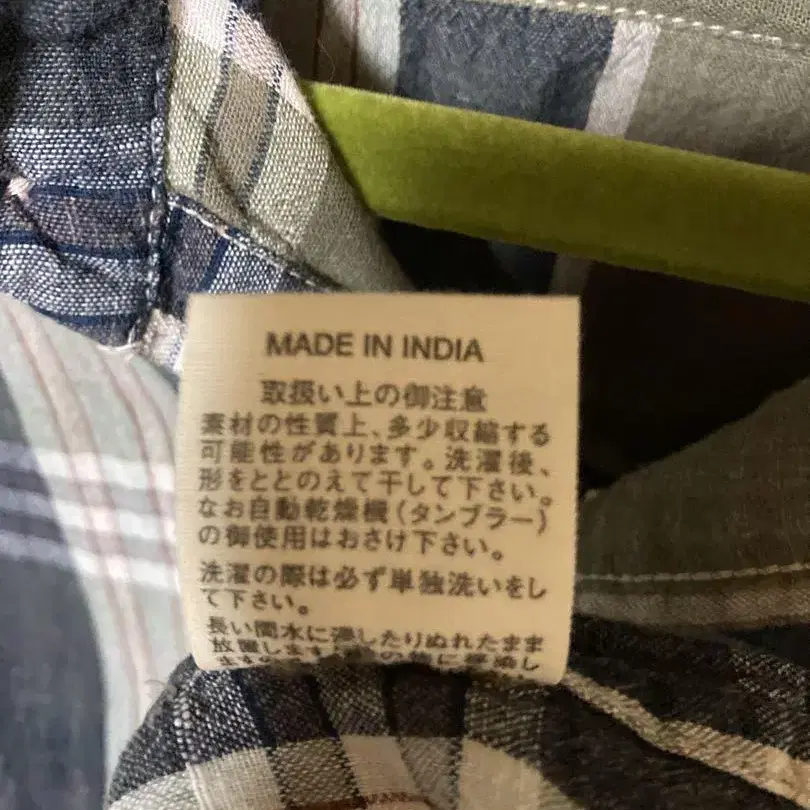 MADE IN INDIA
取扱い上の御注意
素材の性質上、多少収縮する
可能性があります。洗濯後、
形をととのえて干して下さい。
なお自動乾燥機(タンブラー)
の御使用はおさけ下さい。
洗濯の際は必ず単独洗いをし
て下さい。
長い間水に浸したりぬれたまま
放置します